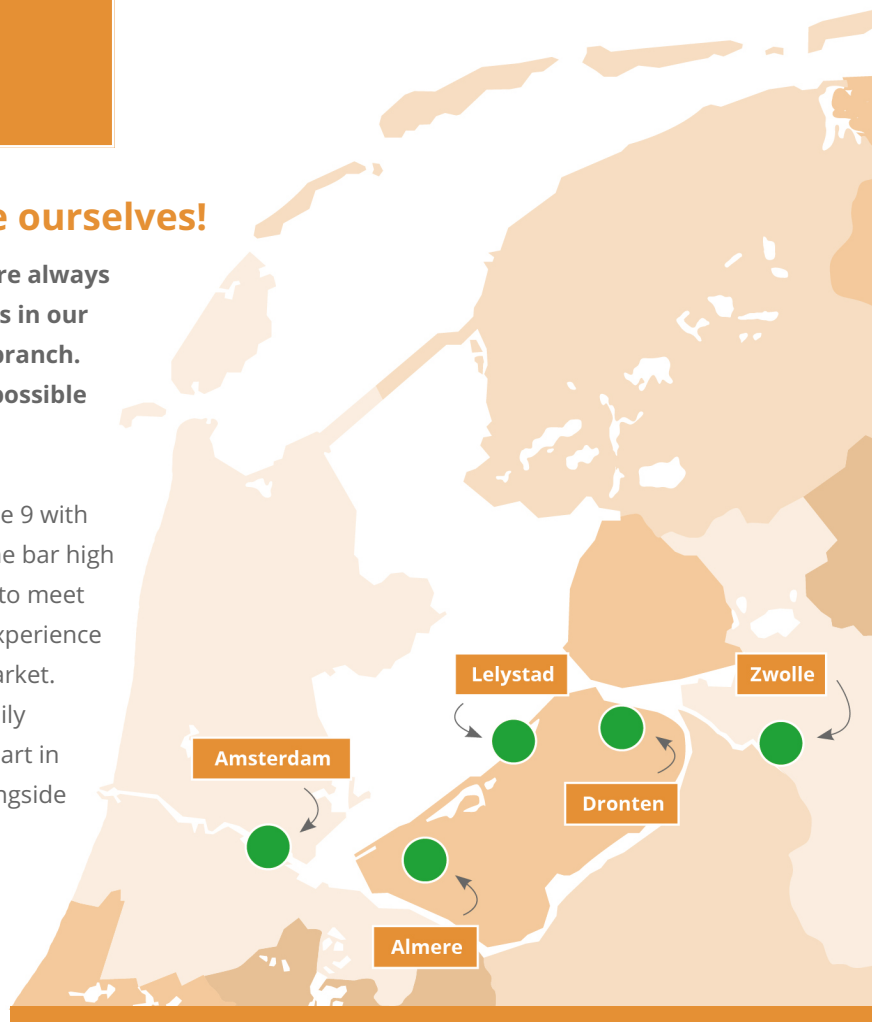 e ourselves!
re always
s in our
branch.
possible
e 9 with
e bar high
to meet
xperience
arket.
ily
art in
ngside
Lelystad
Zwolle
Amsterdam
Dronten
Almere